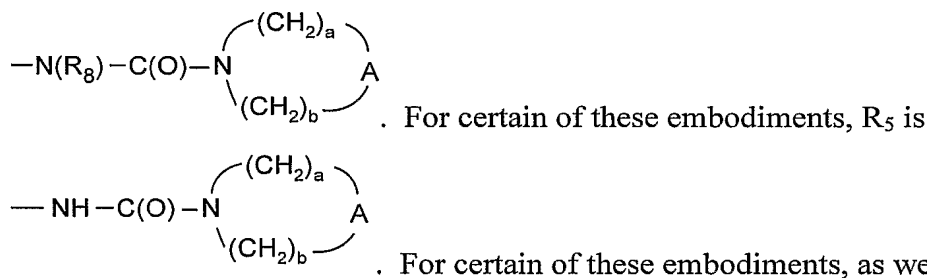 (CH2)a
—N(R8)–C(O)–N A
(CH2)b . For certain of these embodiments, R5 is
(CH2)a
— NH –C(O)–N A
(CH2)b . For certain of these embodiments, as we